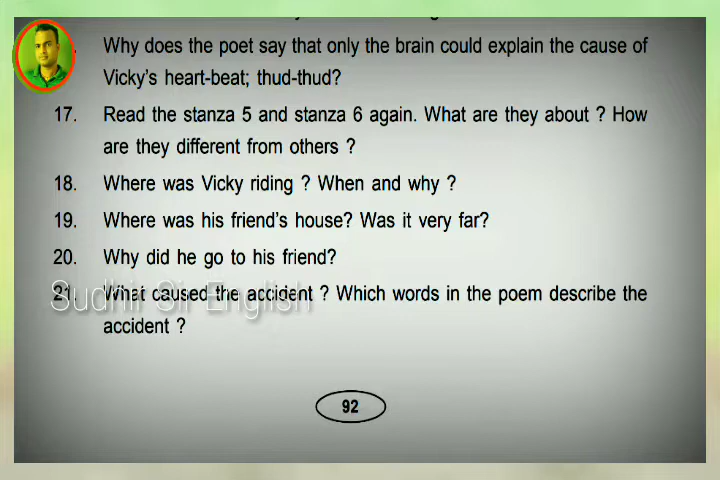 Why does the poet say that only the brain could explain the cause of
Vicky's heart-beat; thud-thud?
17. Read the stanza 5 and stanza 6 again. What are they about ? How
are they different from others ?
18. Where was Vicky riding ? When and why ?
19. Where was his friend's house? Was it very far?
20. Why did he go to his friend?
21. What caused the accident ? Which words in the poem describe the
accident ?
Sudhir Sir English
92